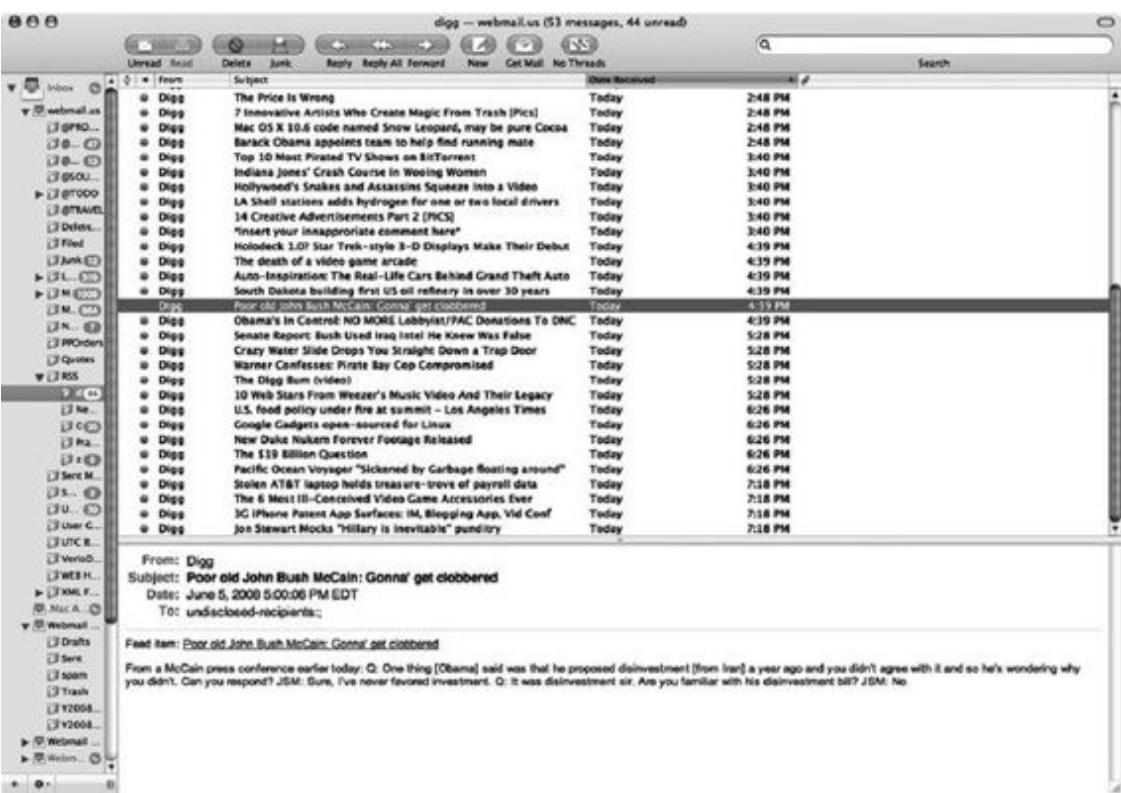 digg — webmail.us (53 messages, 44 unread)
Unread Read Delete Junk Reply Reply All Forward New Get Mail No Threads Search
From Subject Date Received
Inbox
webmail.us
@PRO...
@...
@...
@SOU...
@TODO
@TRAVEL
Delete...
Filed
Junk
L...
M
M...
N...
PPOrders
Quotes
RSS
Ne...
Pra...
Sent M...
S...
U...
User G...
UTC B...
VerioD...
WEB H...
XML F...
.Mac A...
Webmail ...
Drafts
Sent
spam
Trash
Y2008...
Y2008...
Webmail ...
Webm...
Digg The Price Is Wrong Today 2:48 PM
Digg 7 Innovative Artists Who Create Magic From Trash [Pics] Today 2:48 PM
Digg Mac OS X 10.6 code named Snow Leopard, may be pure Cocoa Today 2:48 PM
Digg Barack Obama appoints team to help find running mate Today 2:48 PM
Digg Top 10 Most Pirated TV Shows on BitTorrent Today 3:40 PM
Digg Indiana Jones' Crash Course In Wooing Women Today 3:40 PM
Digg Hollywood's Snakes and Assassins Squeeze into a Video Today 3:40 PM
Digg LA Shell stations adds hydrogen for one or two local drivers Today 3:40 PM
Digg 14 Creative Advertisements Part 2 [PICS] Today 3:40 PM
Digg *insert your innapropriate comment here* Today 3:40 PM
Digg Holodeck 1.0? Star Trek-style 3-D Displays Make Their Debut Today 4:39 PM
Digg The death of a video game arcade Today 4:39 PM
Digg Auto-Inspiration: The Real-Life Cars Behind Grand Theft Auto Today 4:39 PM
Digg South Dakota building first US oil refinery in over 30 years Today 4:39 PM
Digg Poor old John Bush McCain: Gonna' get clobbered Today 4:39 PM
Digg Obama's In Control: NO MORE Lobbyist/PAC Donations To DNC Today 4:39 PM
Digg Senate Report: Bush Used Iraq Intel He Knew Was False Today 5:28 PM
Digg Crazy Water Slide Drops You Straight Down a Trap Door Today 5:28 PM
Digg Warner Confesses: Pirate Bay Cop Compromised Today 5:28 PM
Digg The Digg Bum (video) Today 5:28 PM
Digg 10 Web Stars From Weezer's Music Video And Their Legacy Today 5:28 PM
Digg U.S. food policy under fire at summit – Los Angeles Times Today 6:26 PM
Digg Google Gadgets open-sourced for Linux Today 6:26 PM
Digg New Duke Nukem Forever Footage Released Today 6:26 PM
Digg The $19 Billion Question Today 6:26 PM
Digg Pacific Ocean Voyager "Sickened by Garbage floating around" Today 6:26 PM
Digg Stolen AT&T laptop holds treasure-trove of payroll data Today 7:18 PM
Digg The 6 Most Ill-Conceived Video Game Accessories Ever Today 7:18 PM
Digg 3G iPhone Patent App Surfaces: IM, Blogging App, Vid Conf Today 7:18 PM
Digg Jon Stewart Mocks "Hillary is Inevitable" punditry Today 7:18 PM
From: Digg
Subject: Poor old John Bush McCain: Gonna' get clobbered
Date: June 5, 2008 5:00:06 PM EDT
To: undisclosed-recipients:;
Feed item: Poor old John Bush McCain: Gonna' get clobbered
From a McCain press conference earlier today: Q: One thing [Obama] said was that he proposed disinvestment [from Iran] a year ago and you didn't agree with it and so he's wondering why
you didn't. Can you respond? JSM: Sure, I've never favored investment. Q: It was disinvestment sir. Are you familiar with his disinvestment bill? JSM: No